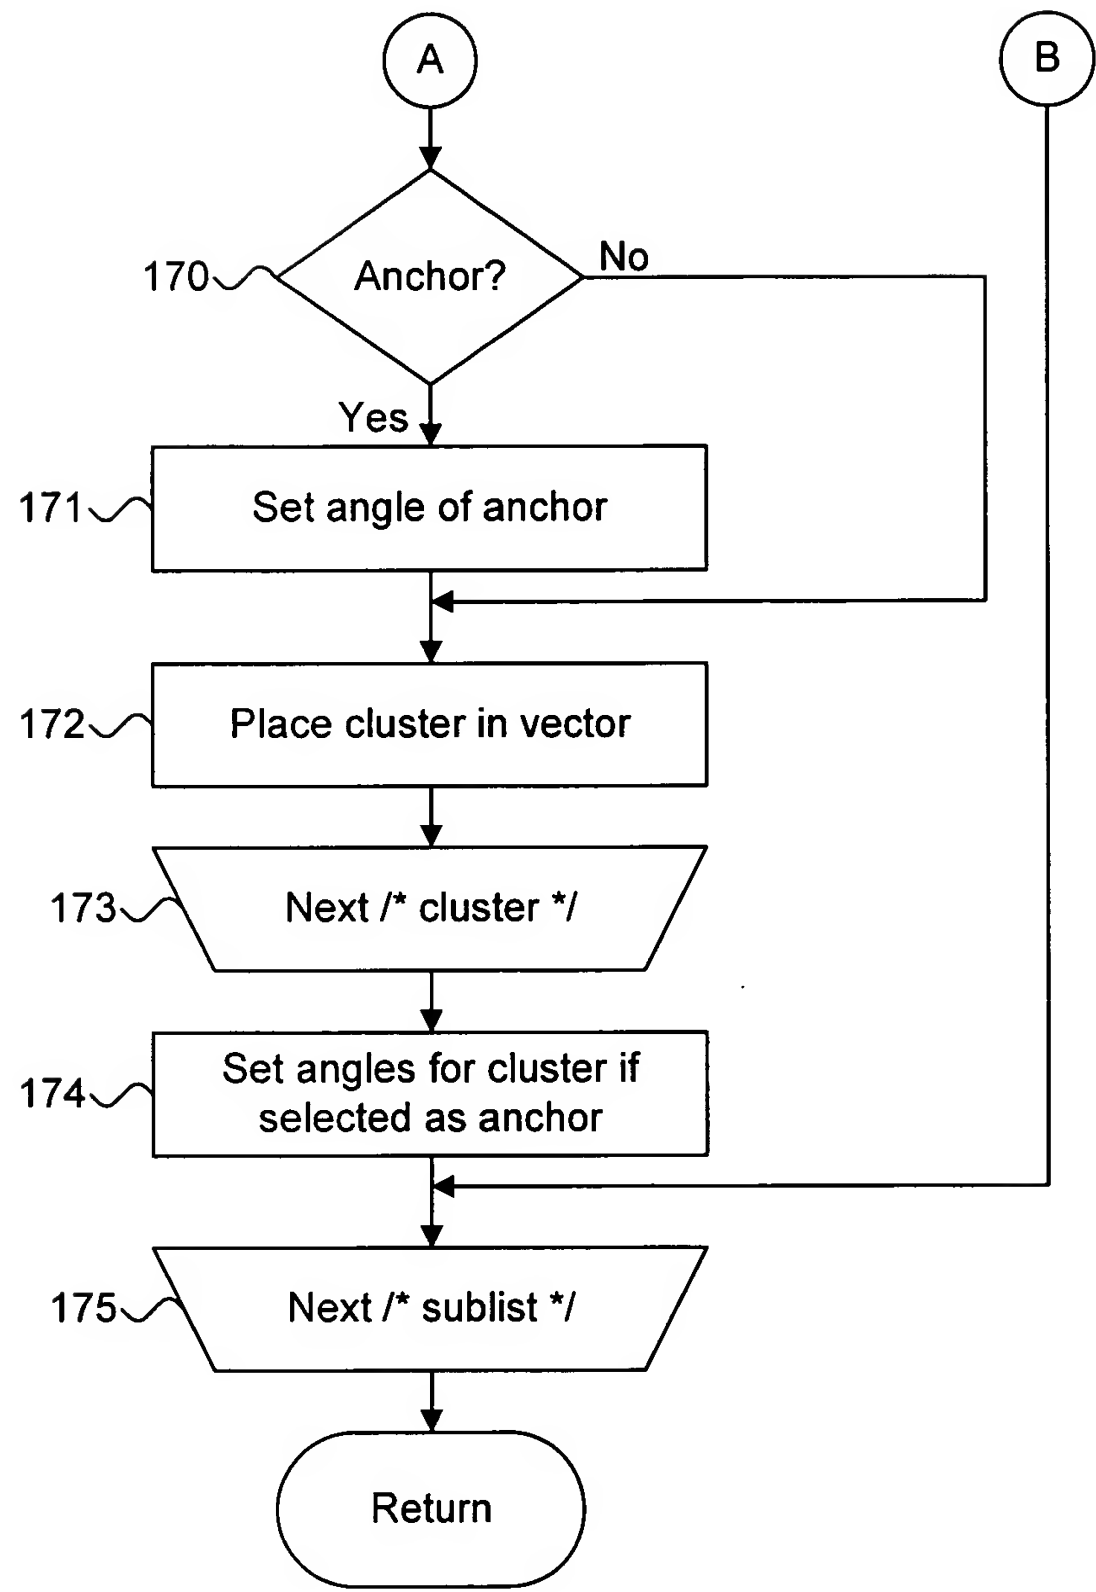 A
B
170
Anchor?
No
Yes
171
Set angle of anchor
172
Place cluster in vector
173
Next /* cluster */
174
Set angles for cluster if
selected as anchor
175
Next /* sublist */
Return